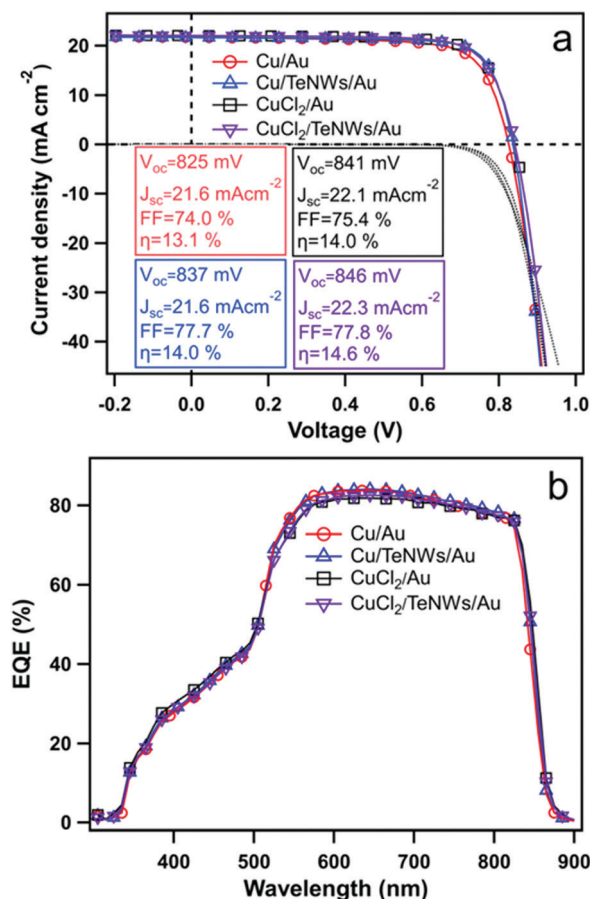 a
20
10
0
-10
-20
-30
-40
Current density (mA cm⁻²)
Cu/Au
Cu/TeNWs/Au
CuCl₂/Au
CuCl₂/TeNWs/Au
Voc=825 mV
Jsc=21.6 mAcm⁻²
FF=74.0 %
η=13.1 %
Voc=841 mV
Jsc=22.1 mAcm⁻²
FF=75.4 %
η=14.0 %
Voc=837 mV
Jsc=21.6 mAcm⁻²
FF=77.7 %
η=14.0 %
Voc=846 mV
Jsc=22.3 mAcm⁻²
FF=77.8 %
η=14.6 %
-0.2 0.0 0.2 0.4 0.6 0.8 1.0
Voltage (V)
b
80
60
40
20
0
EQE (%)
Cu/Au
Cu/TeNWs/Au
CuCl₂/Au
CuCl₂/TeNWs/Au
400 500 600 700 800 900
Wavelength (nm)